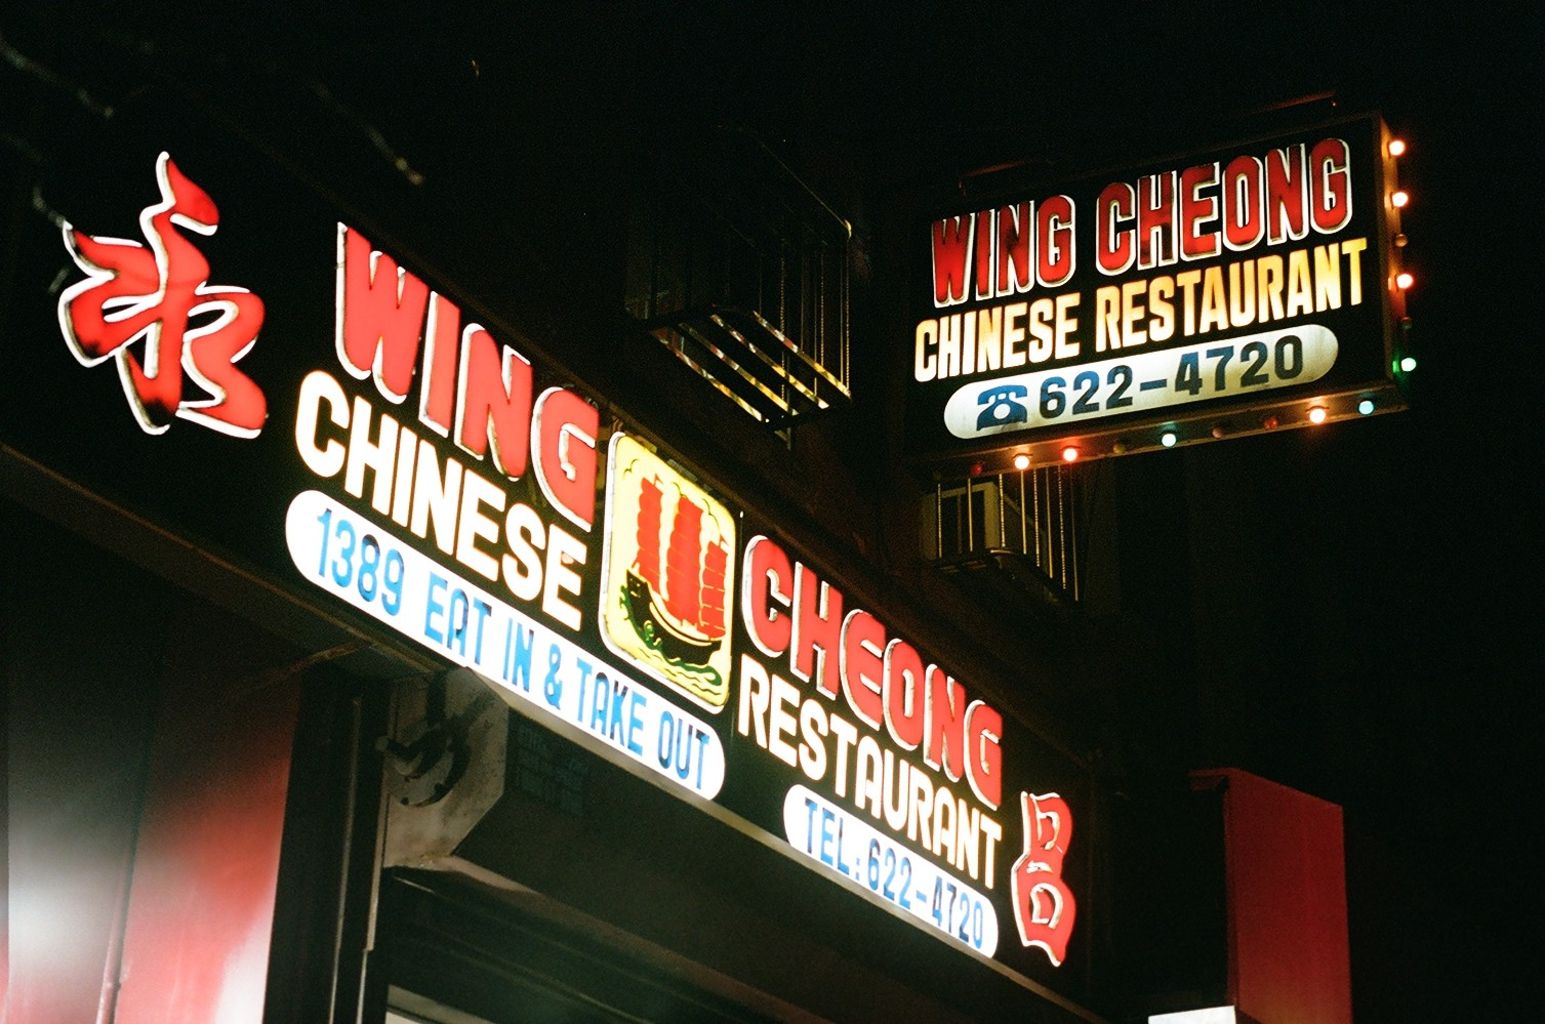 永
WING CHEONG
CHINESE RESTAURANT
1389 EAT IN & TAKE OUT
TEL: 622-4720
昌
WING CHEONG
CHINESE RESTAURANT
622-4720